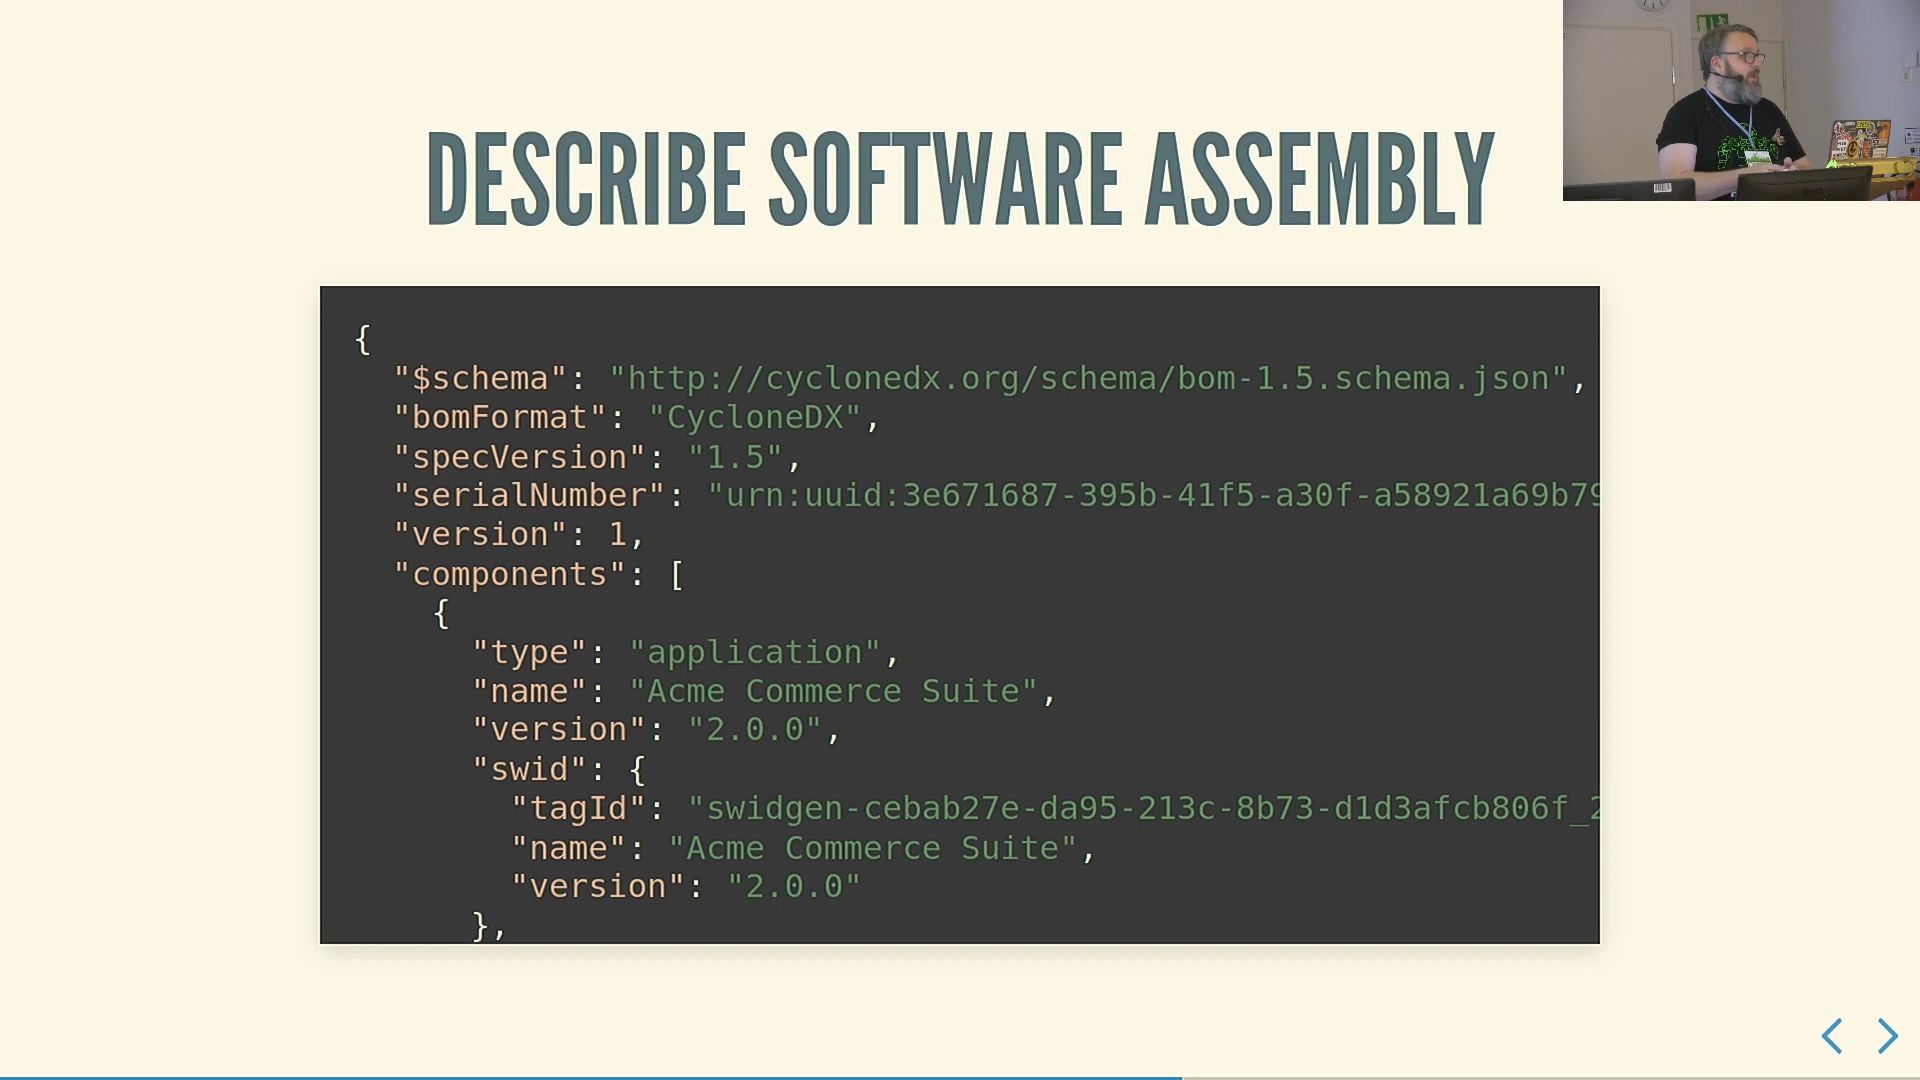 DESCRIBE SOFTWARE ASSEMBLY
{
"$schema": "http://cyclonedx.org/schema/bom-1.5.schema.json",
"bomFormat": "CycloneDX",
"specVersion": "1.5",
"serialNumber": "urn:uuid:3e671687-395b-41f5-a30f-a58921a69b79
"version": 1,
"components": [
{
"type": "application",
"name": "Acme Commerce Suite",
"version": "2.0.0",
"swid": {
"tagId": "swidgen-cebab27e-da95-213c-8b73-d1d3afcb806f_2
"name": "Acme Commerce Suite",
"version": "2.0.0"
},